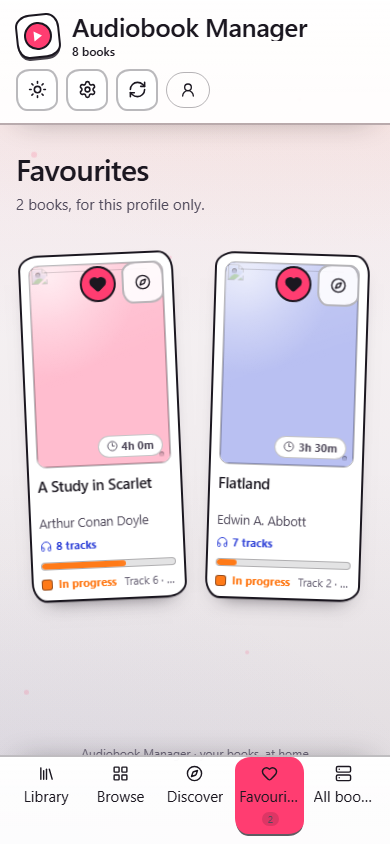 Audiobook Manager
8 books
Favourites
2 books, for this profile only.
4h 0m
3h 30m
A Study in Scarlet
Flatland
Arthur Conan Doyle
Edwin A. Abbott
8 tracks
7 tracks
In progress
Track 6 · ...
In progress
Track 2 · ...
Audiobook Manager · your books, at home
Library
Browse
Discover
Favouri...
All boo...
2